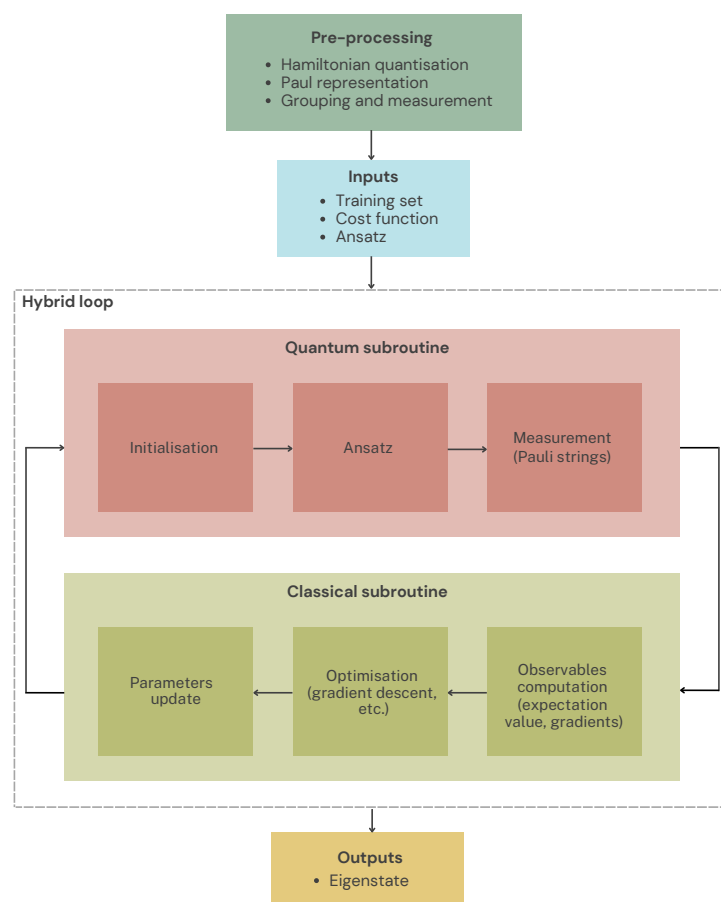 Pre-processing
• Hamiltonian quantisation
• Paul representation
• Grouping and measurement
Inputs
• Training set
• Cost function
• Ansatz
Hybrid loop
Quantum subroutine
Initialisation
Ansatz
Measurement
(Pauli strings)
Classical subroutine
Parameters
update
Optimisation
(gradient descent,
etc.)
Observables
computation
(expectation
value, gradients)
Outputs
• Eigenstate